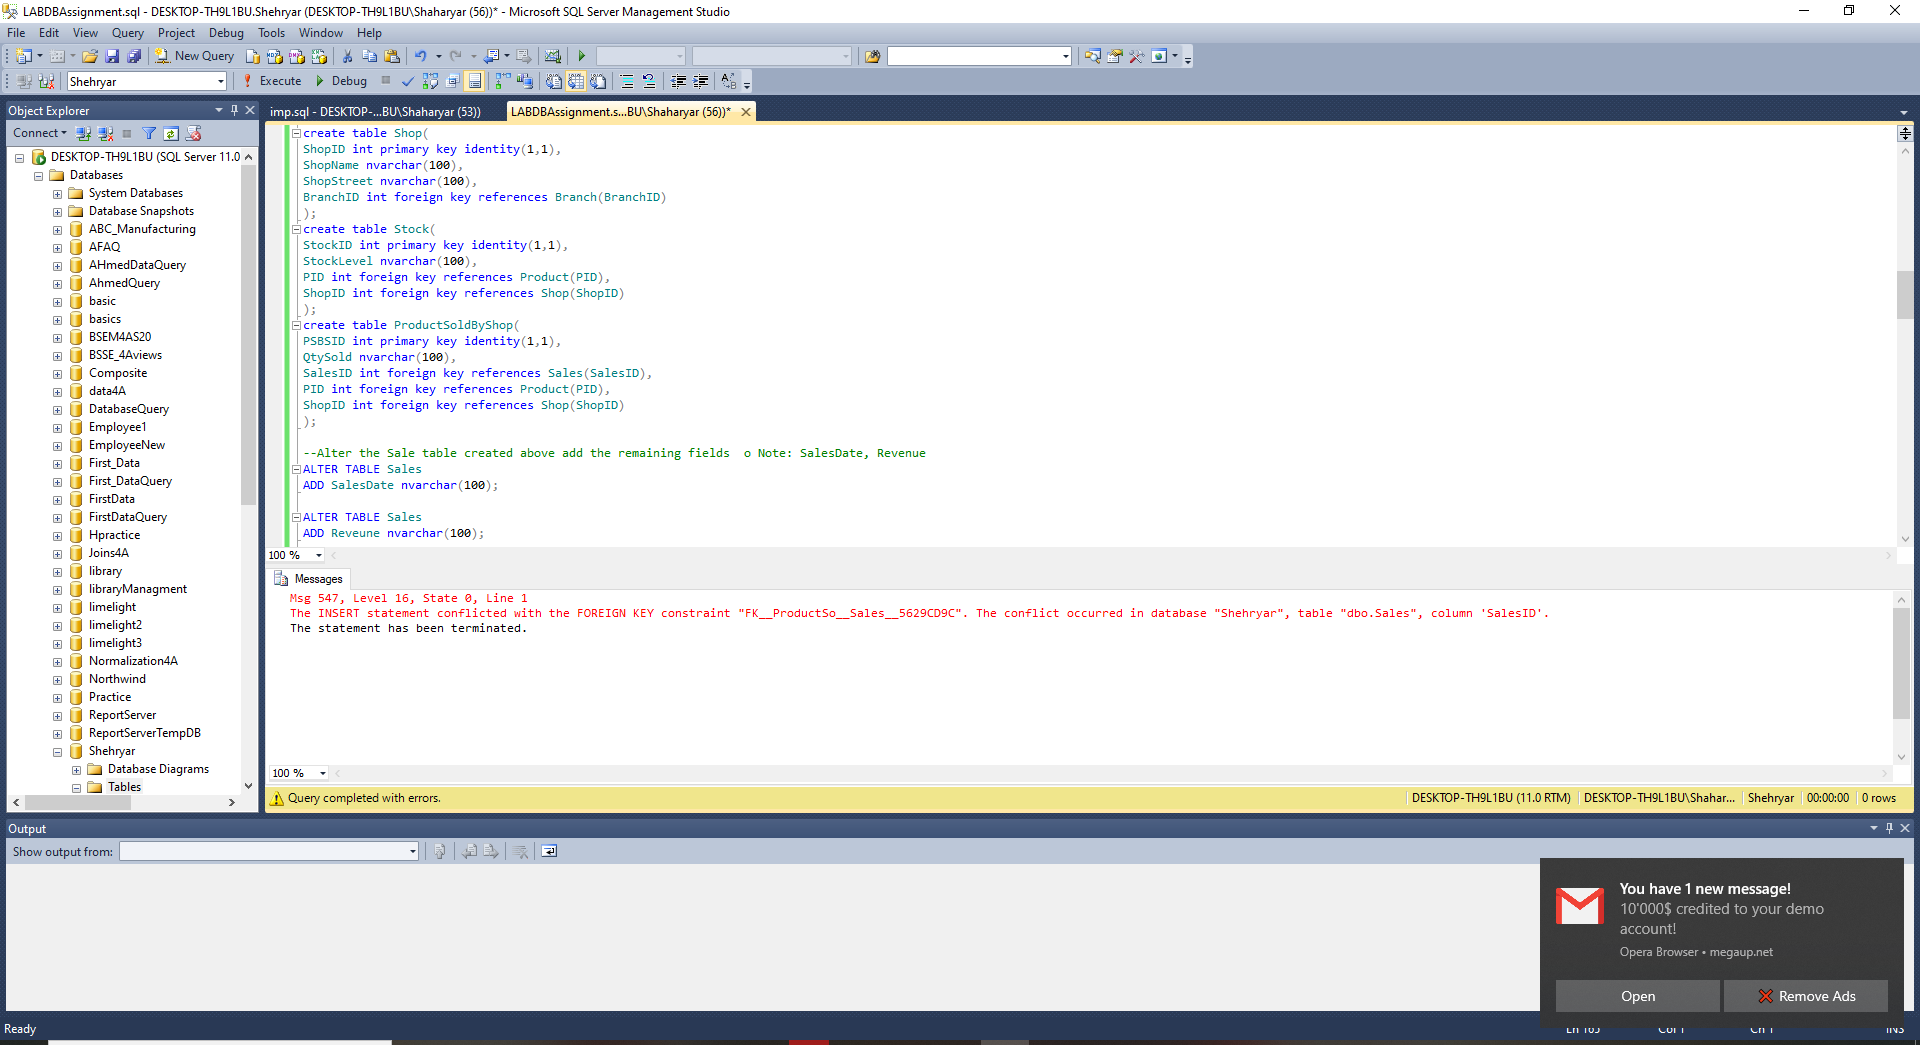 LABDBAssignment.sql - DESKTOP-TH9L1BU.Shehryar (DESKTOP-TH9L1BU\Shaharyar (56))* - Microsoft SQL Server Management Studio
File Edit View Query Project Debug Tools Window Help
New Query
Shehryar
Execute Debug
Object Explorer
Connect
DESKTOP-TH9L1BU (SQL Server 11.0
Databases
System Databases
Database Snapshots
ABC_Manufacturing
AFAQ
AHmedDataQuery
AhmedQuery
basic
basics
BSEM4AS20
BSSE_4Aviews
Composite
data4A
DatabaseQuery
Employee1
EmployeeNew
First_Data
First_DataQuery
FirstData
FirstDataQuery
Hpractice
Joins4A
library
libraryManagment
limelight
limelight2
limelight3
Normalization4A
Northwind
Practice
ReportServer
ReportServerTempDB
Shehryar
Database Diagrams
Tables
imp.sql - DESKTOP-...BU\Shaharyar (53))
LABDBAssignment.s...BU\Shaharyar (56))*
create table Shop(
ShopID int primary key identity(1,1),
ShopName nvarchar(100),
ShopStreet nvarchar(100),
BranchID int foreign key references Branch(BranchID)
);
create table Stock(
StockID int primary key identity(1,1),
StockLevel nvarchar(100),
PID int foreign key references Product(PID),
ShopID int foreign key references Shop(ShopID)
);
create table ProductSoldByShop(
PSBSID int primary key identity(1,1),
QtySold nvarchar(100),
SalesID int foreign key references Sales(SalesID),
PID int foreign key references Product(PID),
ShopID int foreign key references Shop(ShopID)
);
--Alter the Sale table created above add the remaining fields  o Note: SalesDate, Revenue
ALTER TABLE Sales
ADD SalesDate nvarchar(100);
ALTER TABLE Sales
ADD Reveune nvarchar(100);
100 %
Messages
Msg 547, Level 16, State 0, Line 1
The INSERT statement conflicted with the FOREIGN KEY constraint "FK__ProductSo__Sales__5629CD9C". The conflict occurred in database "Shehryar", table "dbo.Sales", column 'SalesID'.
The statement has been terminated.
100 %
Query completed with errors.
DESKTOP-TH9L1BU (11.0 RTM) DESKTOP-TH9L1BU\Shahar... Shehryar 00:00:00 0 rows
Output
Show output from:
You have 1 new message!
10'000$ credited to your demo
account!
Opera Browser • megaup.net
Open Remove Ads
Ready
Ln 165 Col 1 Ch 1 INS